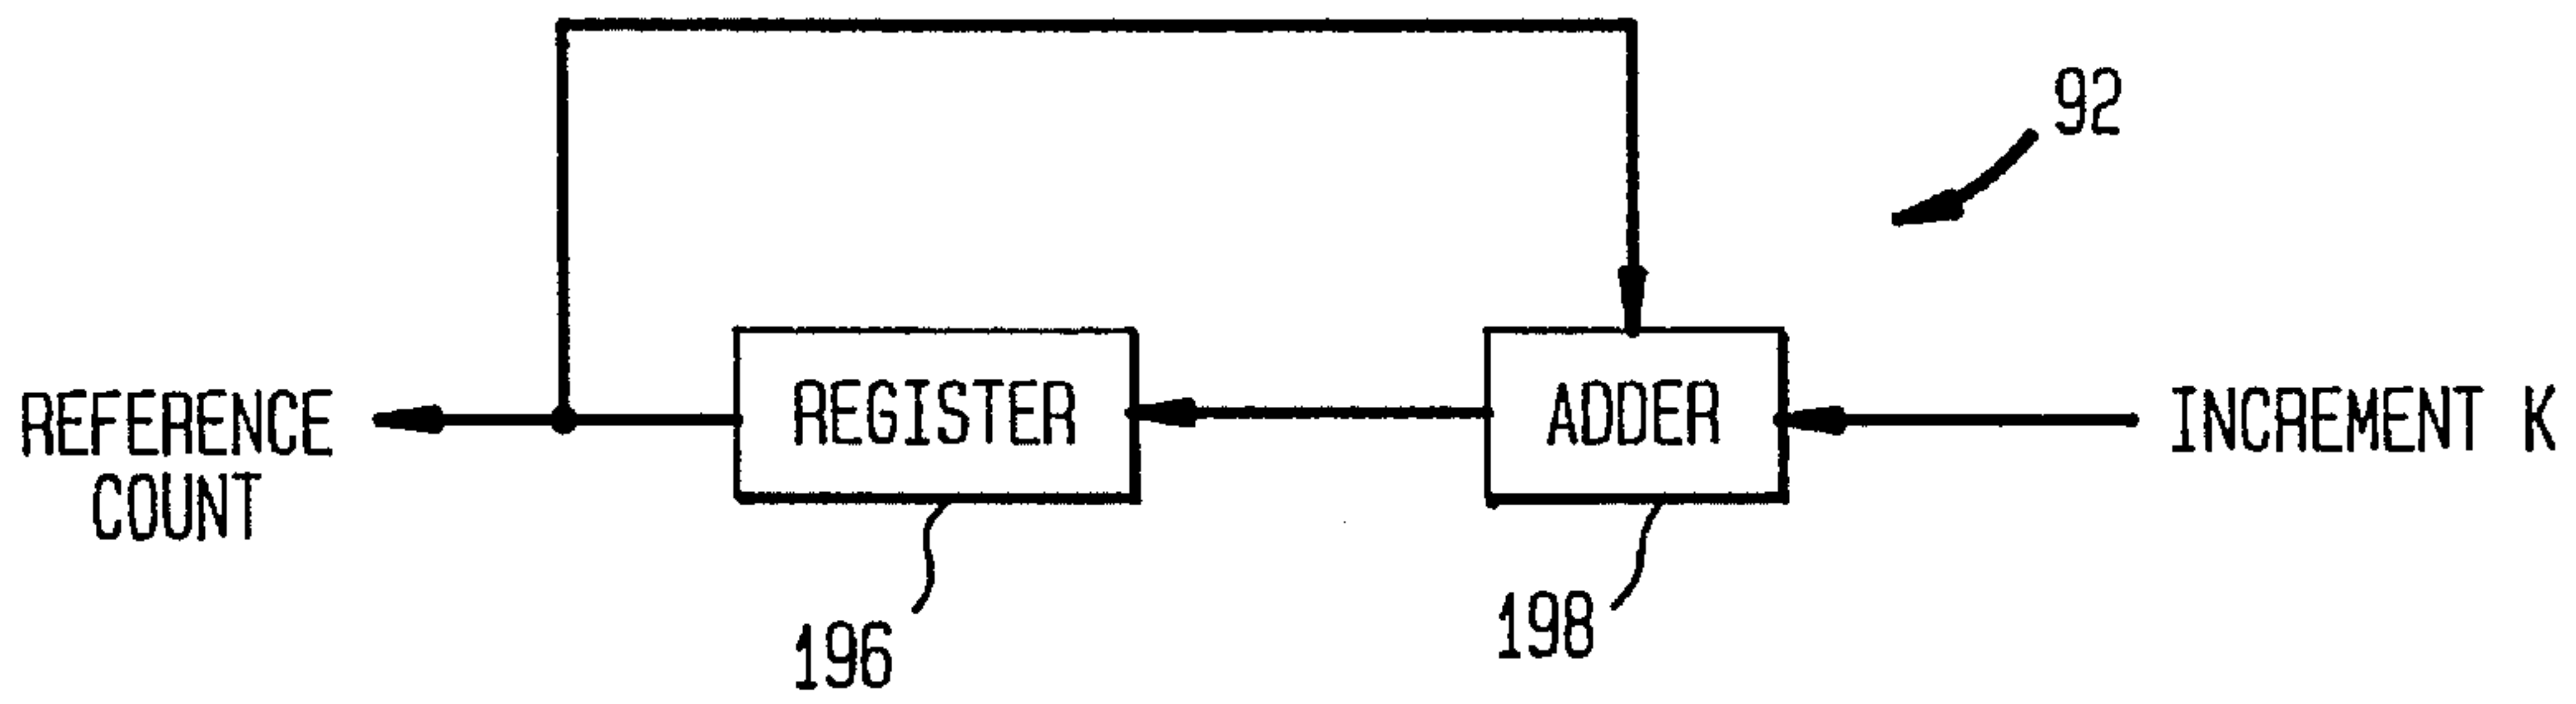 92
REFERENCE
COUNT
REGISTER
ADDER
INCREMENT K
196
198